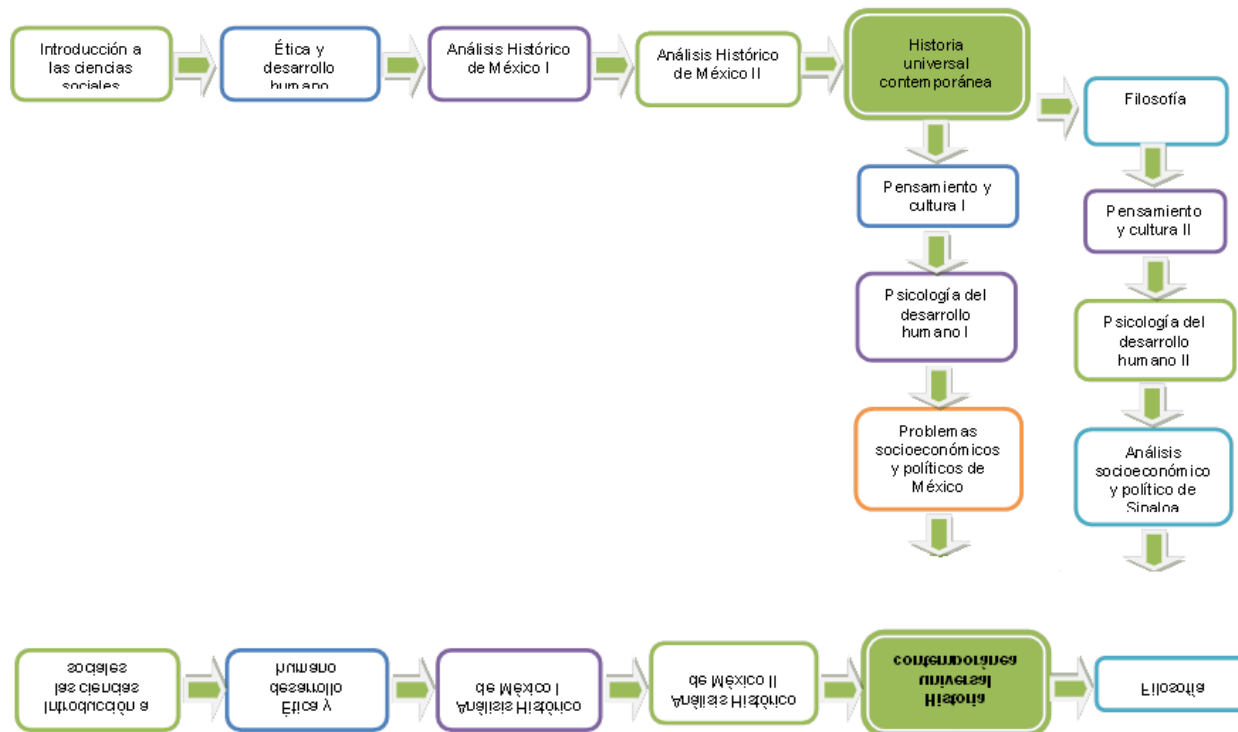 Introducción a
las ciencias
sociales
Ética y
desarrollo
humano
Análisis Histórico
de México I
Análisis Histórico
de México II
Historia
universal
contemporánea
Filosofía
Pensamiento y
cultura I
Pensamiento
y cultura II
Psicología del
desarrollo
humano I
Psicología del
desarrollo
humano II
Problemas
socioeconómicos
y políticos de
México
Análisis
socioeconómico
y político de
Sinaloa
Introducción a
las ciencias
sociales
Ética y
desarrollo
humano
Análisis Histórico
de México I
Análisis Histórico
de México II
Historia
universal
contemporánea
Filosofía